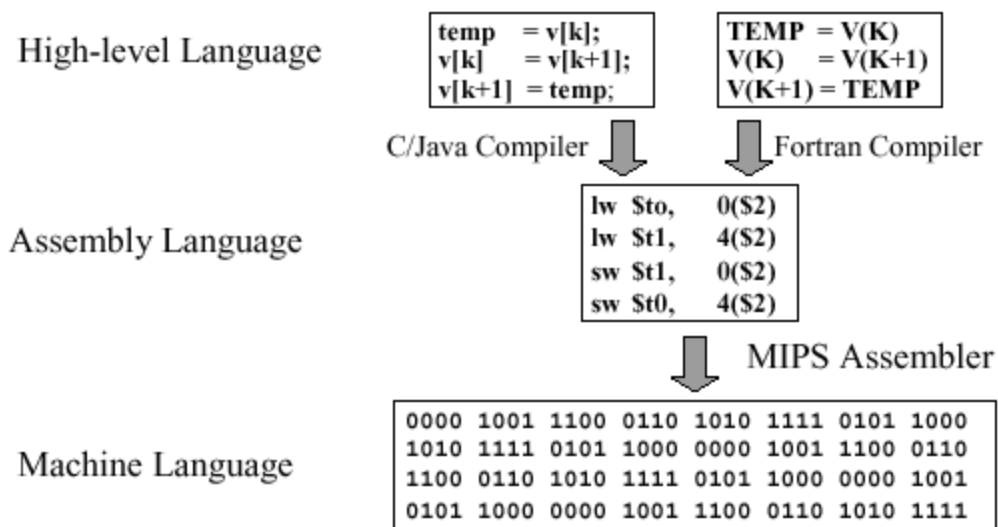 High-level Language
temp = v[k];
v[k] = v[k+1];
v[k+1] = temp;
TEMP = V(K)
V(K) = V(K+1)
V(K+1) = TEMP
C/Java Compiler
Fortran Compiler
Assembly Language
lw $to, 0($2)
lw $t1, 4($2)
sw $t1, 0($2)
sw $t0, 4($2)
MIPS Assembler
Machine Language
0000 1001 1100 0110 1010 1111 0101 1000
1010 1111 0101 1000 0000 1001 1100 0110
1100 0110 1010 1111 0101 1000 0000 1001
0101 1000 0000 1001 1100 0110 1010 1111